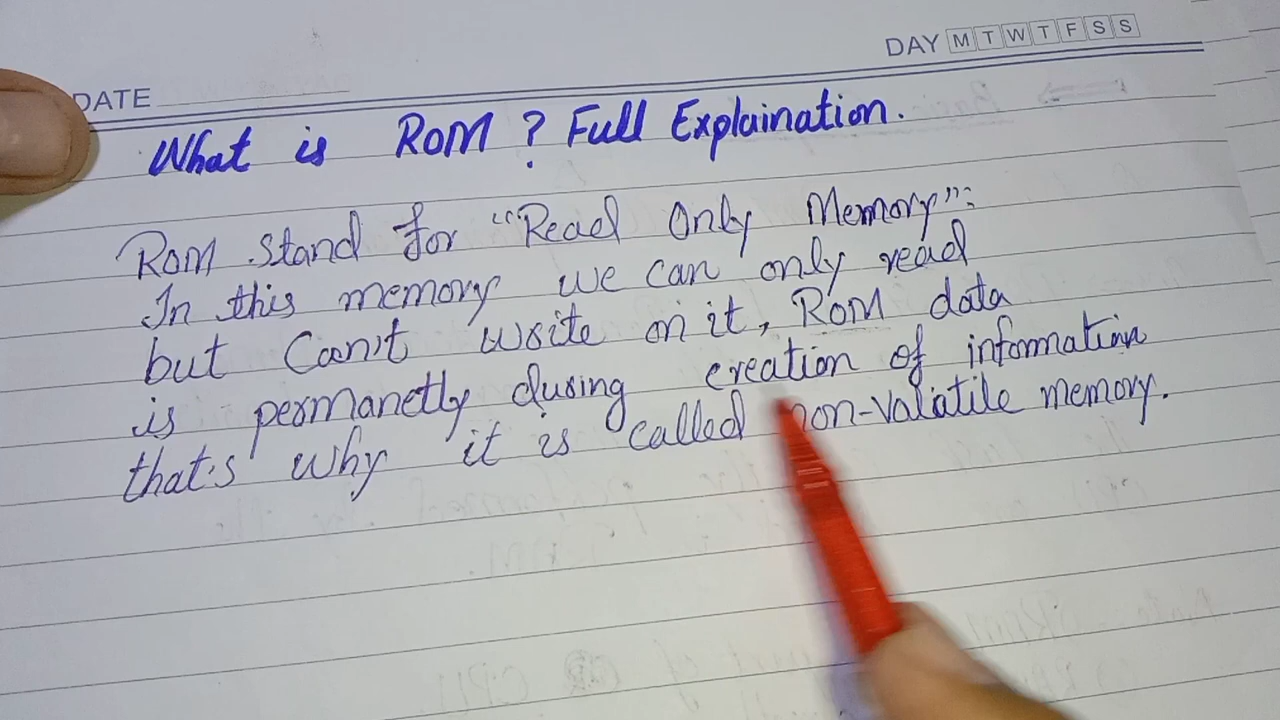 DATE
DAY M T W T F S S
What is ROM ? Full Explaination.
ROM stand for "Read Only Memory":
In this memory we can only read
but Can't write on it, ROM data
is permanetly during creation of information
that's why it is called non-valatile memory.